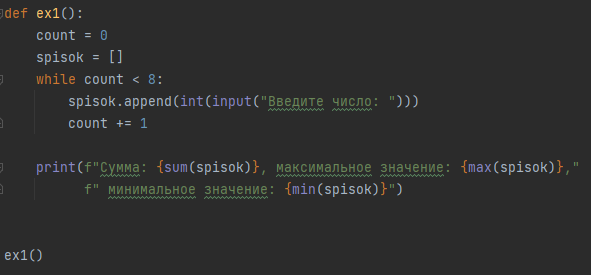 def ex1():
    count = 0
    spisok = []
    while count < 8:
        spisok.append(int(input("Введите число: ")))
        count += 1
    print(f"Сумма: {sum(spisok)}, максимальное значение: {max(spisok)},"
          f" минимальное значение: {min(spisok)}")
ex1()